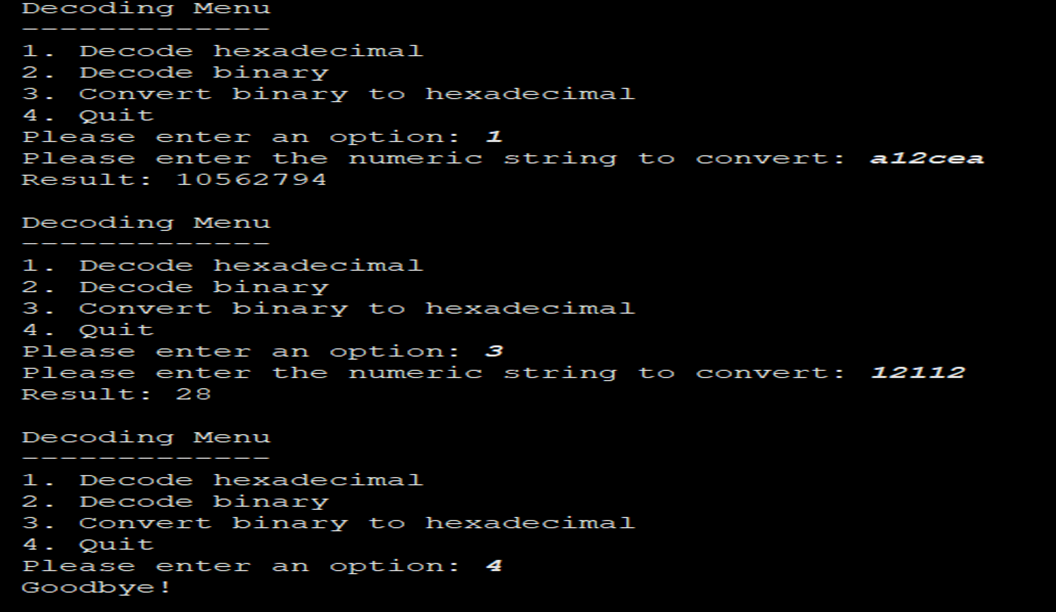 Decoding Menu
-------------
1. Decode hexadecimal
2. Decode binary
3. Convert binary to hexadecimal
4. Quit
Please enter an option: 1
Please enter the numeric string to convert: a12cea
Result: 10562794
Decoding Menu
-------------
1. Decode hexadecimal
2. Decode binary
3. Convert binary to hexadecimal
4. Quit
Please enter an option: 3
Please enter the numeric string to convert: 12112
Result: 28
Decoding Menu
-------------
1. Decode hexadecimal
2. Decode binary
3. Convert binary to hexadecimal
4. Quit
Please enter an option: 4
Goodbye!